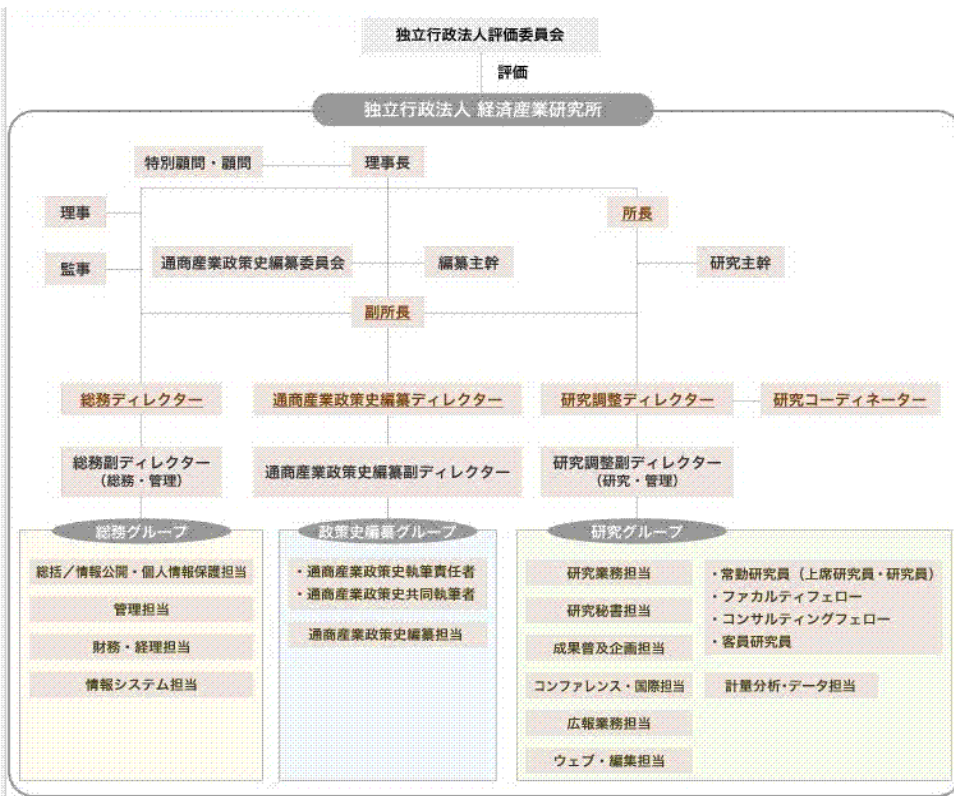 独立行政法人評価委員会
評価
独立行政法人 経済産業研究所
特別顧問・顧問
理事長
理事
所長
監事
通商産業政策史編纂委員会
編纂主幹
研究主幹
副所長
総務ディレクター
通商産業政策史編纂ディレクター
研究調整ディレクター
研究コーディネーター
総務副ディレクター
(総務・管理)
通商産業政策史編纂副ディレクター
研究調整副ディレクター
(研究・管理)
総務グループ
総括/情報公開・個人情報保護担当
管理担当
財務・経理担当
情報システム担当
政策史編纂グループ
・通商産業政策史執筆責任者
・通商産業政策史共同執筆者
通商産業政策史編纂担当
研究グループ
研究業務担当
研究秘書担当
成果普及企画担当
コンファレンス・国際担当
広報業務担当
ウェブ・編集担当
・常勤研究員(上席研究員・研究員)
・ファカルティフェロー
・コンサルティングフェロー
・客員研究員
計量分析・データ担当